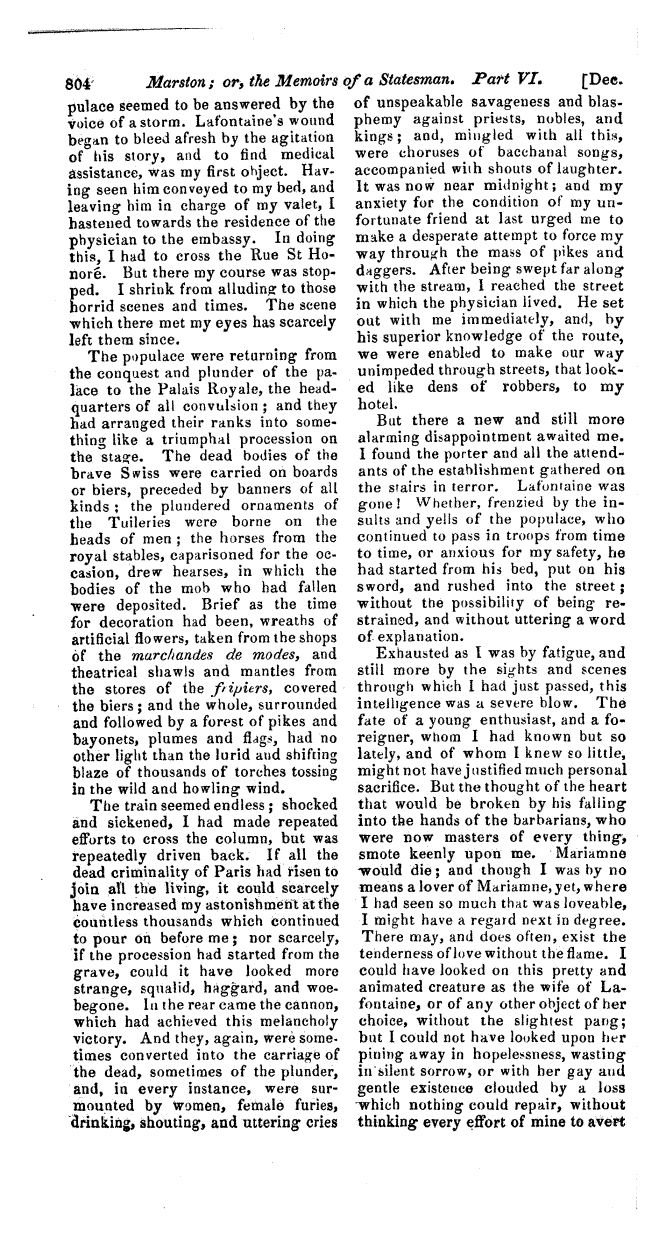 804 Marston; or, the Memoirs of a Statesman. Part VI. [Dec.
pulace seemed to be answered by the
voice of a storm. Lafontaine's wound
began to bleed afresh by the agitation
of his story, and to find medical
assistance, was my first object. Hav-
ing seen him conveyed to my bed, and
leaving him in charge of my valet, I
hastened towards the residence of the
physician to the embassy. In doing
this, I had to cross the Rue St Ho-
noré. But there my course was stop-
ped. I shrink from alluding to those
horrid scenes and times. The scene
which there met my eyes has scarcely
left them since.
The populace were returning from
the conquest and plunder of the pa-
lace to the Palais Royale, the head-
quarters of all convulsion; and they
had arranged their ranks into some-
thing like a triumphal procession on
the stage. The dead bodies of the
brave Swiss were carried on boards
or biers, preceded by banners of all
kinds; the plundered ornaments of
the Tuileries were borne on the
heads of men; the horses from the
royal stables, caparisoned for the oc-
casion, drew hearses, in which the
bodies of the mob who had fallen
were deposited. Brief as the time
for decoration had been, wreaths of
artificial flowers, taken from the shops
of the marchandes de modes, and
theatrical shawls and mantles from
the stores of the fripiers, covered
the biers; and the whole, surrounded
and followed by a forest of pikes and
bayonets, plumes and flags, had no
other light than the lurid and shifting
blaze of thousands of torches tossing
in the wild and howling wind.
The train seemed endless; shocked
and sickened, I had made repeated
efforts to cross the column, but was
repeatedly driven back. If all the
dead criminality of Paris had risen to
join all the living, it could scarcely
have increased my astonishment at the
countless thousands which continued
to pour on before me; nor scarcely,
if the procession had started from the
grave, could it have looked more
strange, squalid, haggard, and woe-
begone. In the rear came the cannon,
which had achieved this melancholy
victory. And they, again, were some-
times converted into the carriage of
the dead, sometimes of the plunder,
and, in every instance, were sur-
mounted by women, female furies,
drinking, shouting, and uttering cries
of unspeakable savageness and blas-
phemy against priests, nobles, and
kings; and, mingled with all this,
were choruses of bacchanal songs,
accompanied with shouts of laughter.
It was now near midnight; and my
anxiety for the condition of my un-
fortunate friend at last urged me to
make a desperate attempt to force my
way through the mass of pikes and
daggers. After being swept far along
with the stream, I reached the street
in which the physician lived. He set
out with me immediately, and, by
his superior knowledge of the route,
we were enabled to make our way
unimpeded through streets, that look-
ed like dens of robbers, to my
hotel.
But there a new and still more
alarming disappointment awaited me.
I found the porter and all the attend-
ants of the establishment gathered on
the stairs in terror. Lafontaine was
gone! Whether, frenzied by the in-
sults and yells of the populace, who
continued to pass in troops from time
to time, or anxious for my safety, he
had started from his bed, put on his
sword, and rushed into the street;
without the possibility of being re-
strained, and without uttering a word
of explanation.
Exhausted as I was by fatigue, and
still more by the sights and scenes
through which I had just passed, this
intelligence was a severe blow. The
fate of a young enthusiast, and a fo-
reigner, whom I had known but so
lately, and of whom I knew so little,
might not have justified much personal
sacrifice. But the thought of the heart
that would be broken by his falling
into the hands of the barbarians, who
were now masters of every thing,
smote keenly upon me. Mariamne
would die; and though I was by no
means a lover of Mariamne, yet, where
I had seen so much that was loveable,
I might have a regard next in degree.
There may, and does often, exist the
tenderness of love without the flame. I
could have looked on this pretty and
animated creature as the wife of La-
fontaine, or of any other object of her
choice, without the slightest pang;
but I could not have looked upon her
pining away in hopelessness, wasting
in silent sorrow, or with her gay and
gentle existence clouded by a loss
which nothing could repair, without
thinking every effort of mine to avert